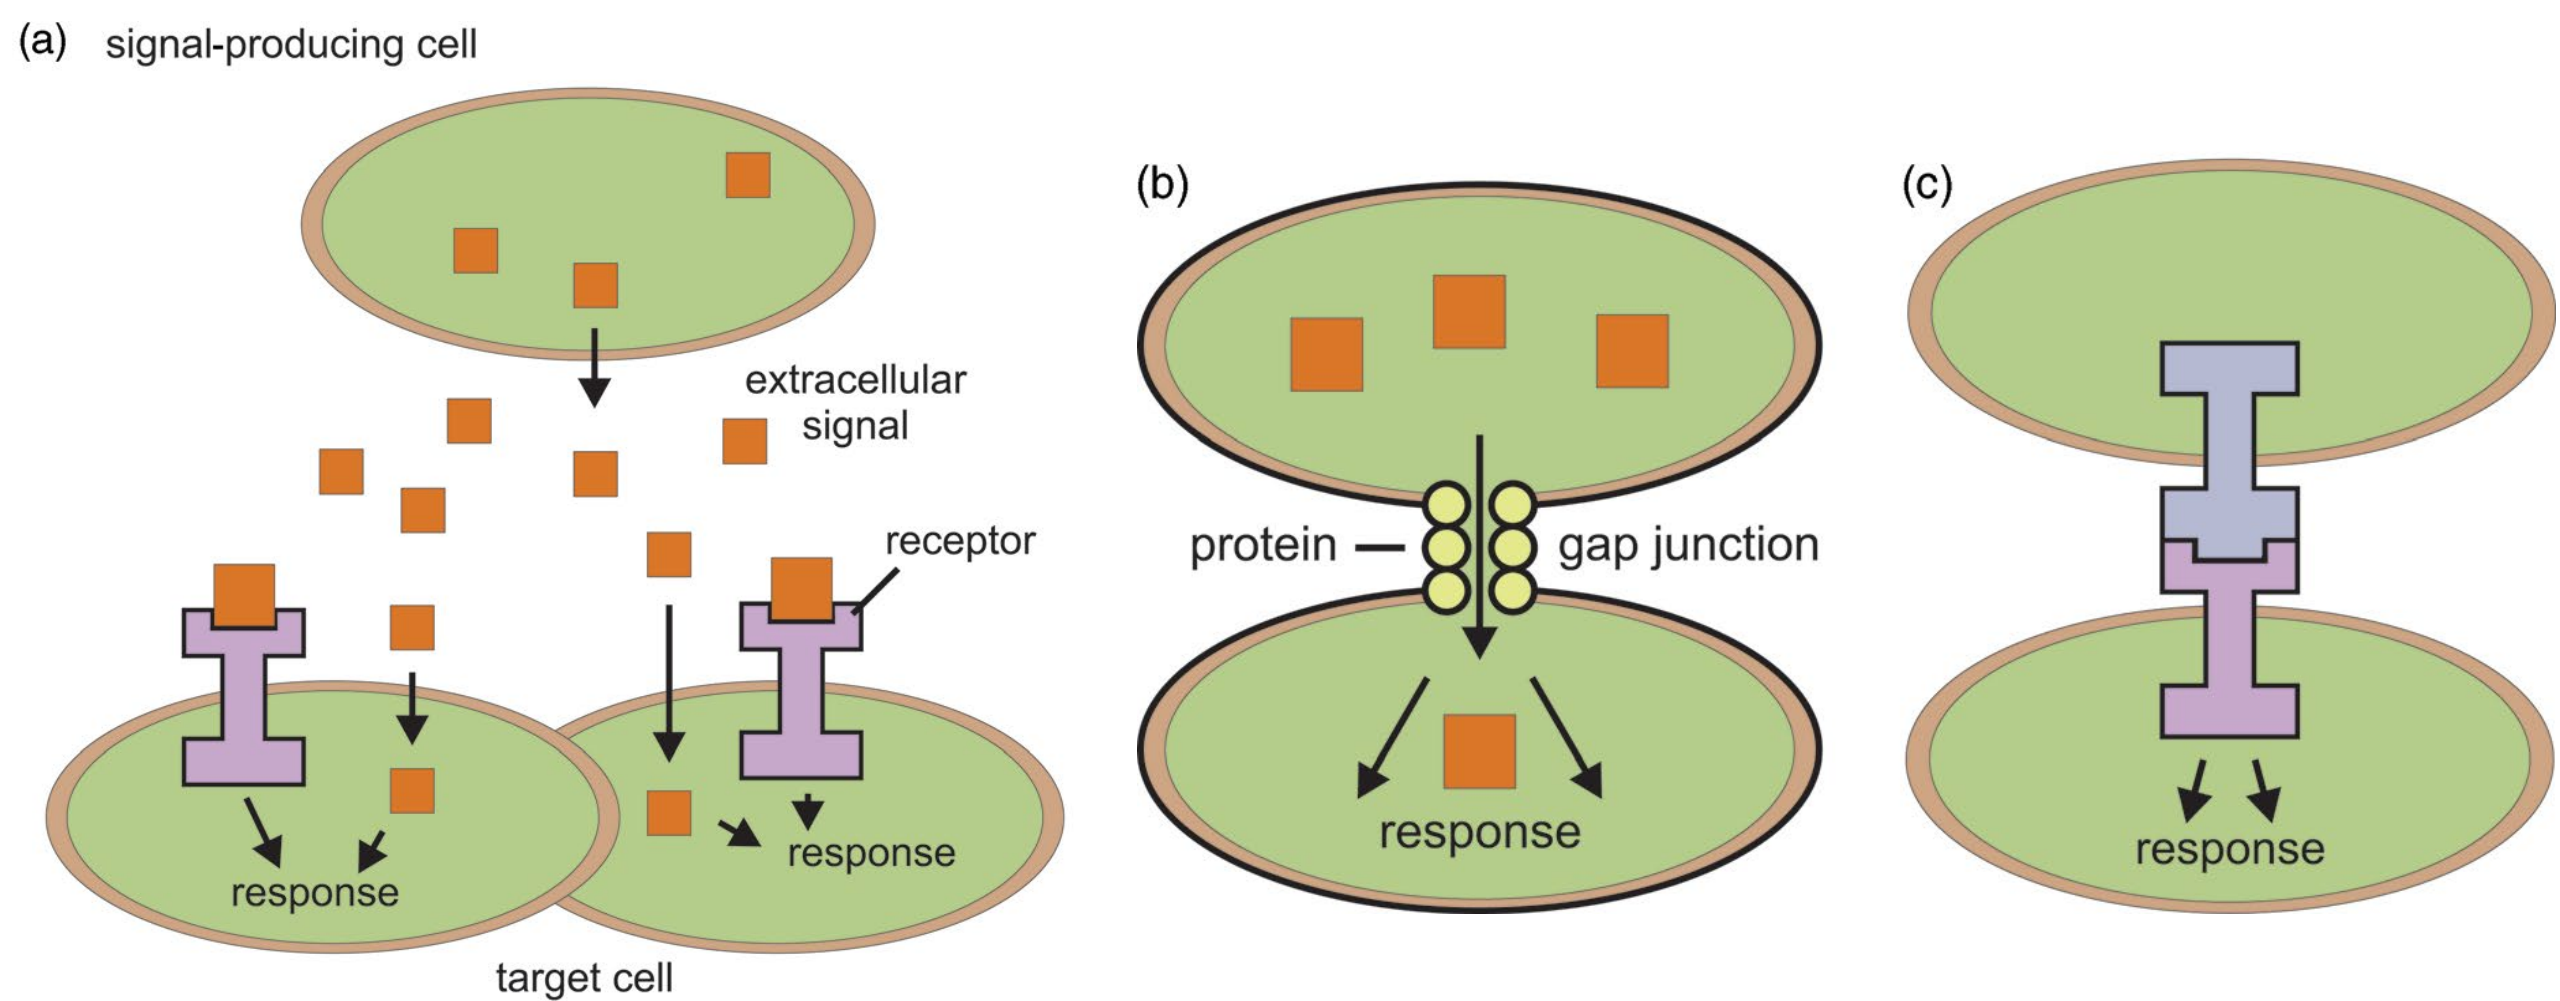 (a) signal-producing cell
extracellular
signal
receptor
response
response
target cell
(b)
protein
gap junction
response
(c)
response